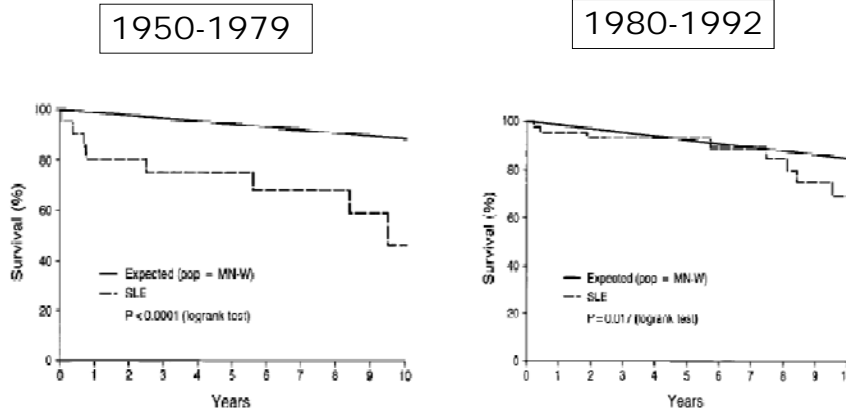 1950-1979
100
80
60
40
20
0
Survival (%)
Expected (pop = MN-W)
SLE
P<0.0001 (logrank test)
0 1 2 3 4 5 6 7 8 9 10
Years
1980-1992
100
80
60
40
20
0
Survival (%)
Expected (pop = MN-W)
SLE
P=0.017 (logrank test)
0 1 2 3 4 5 6 7 8 9
Years